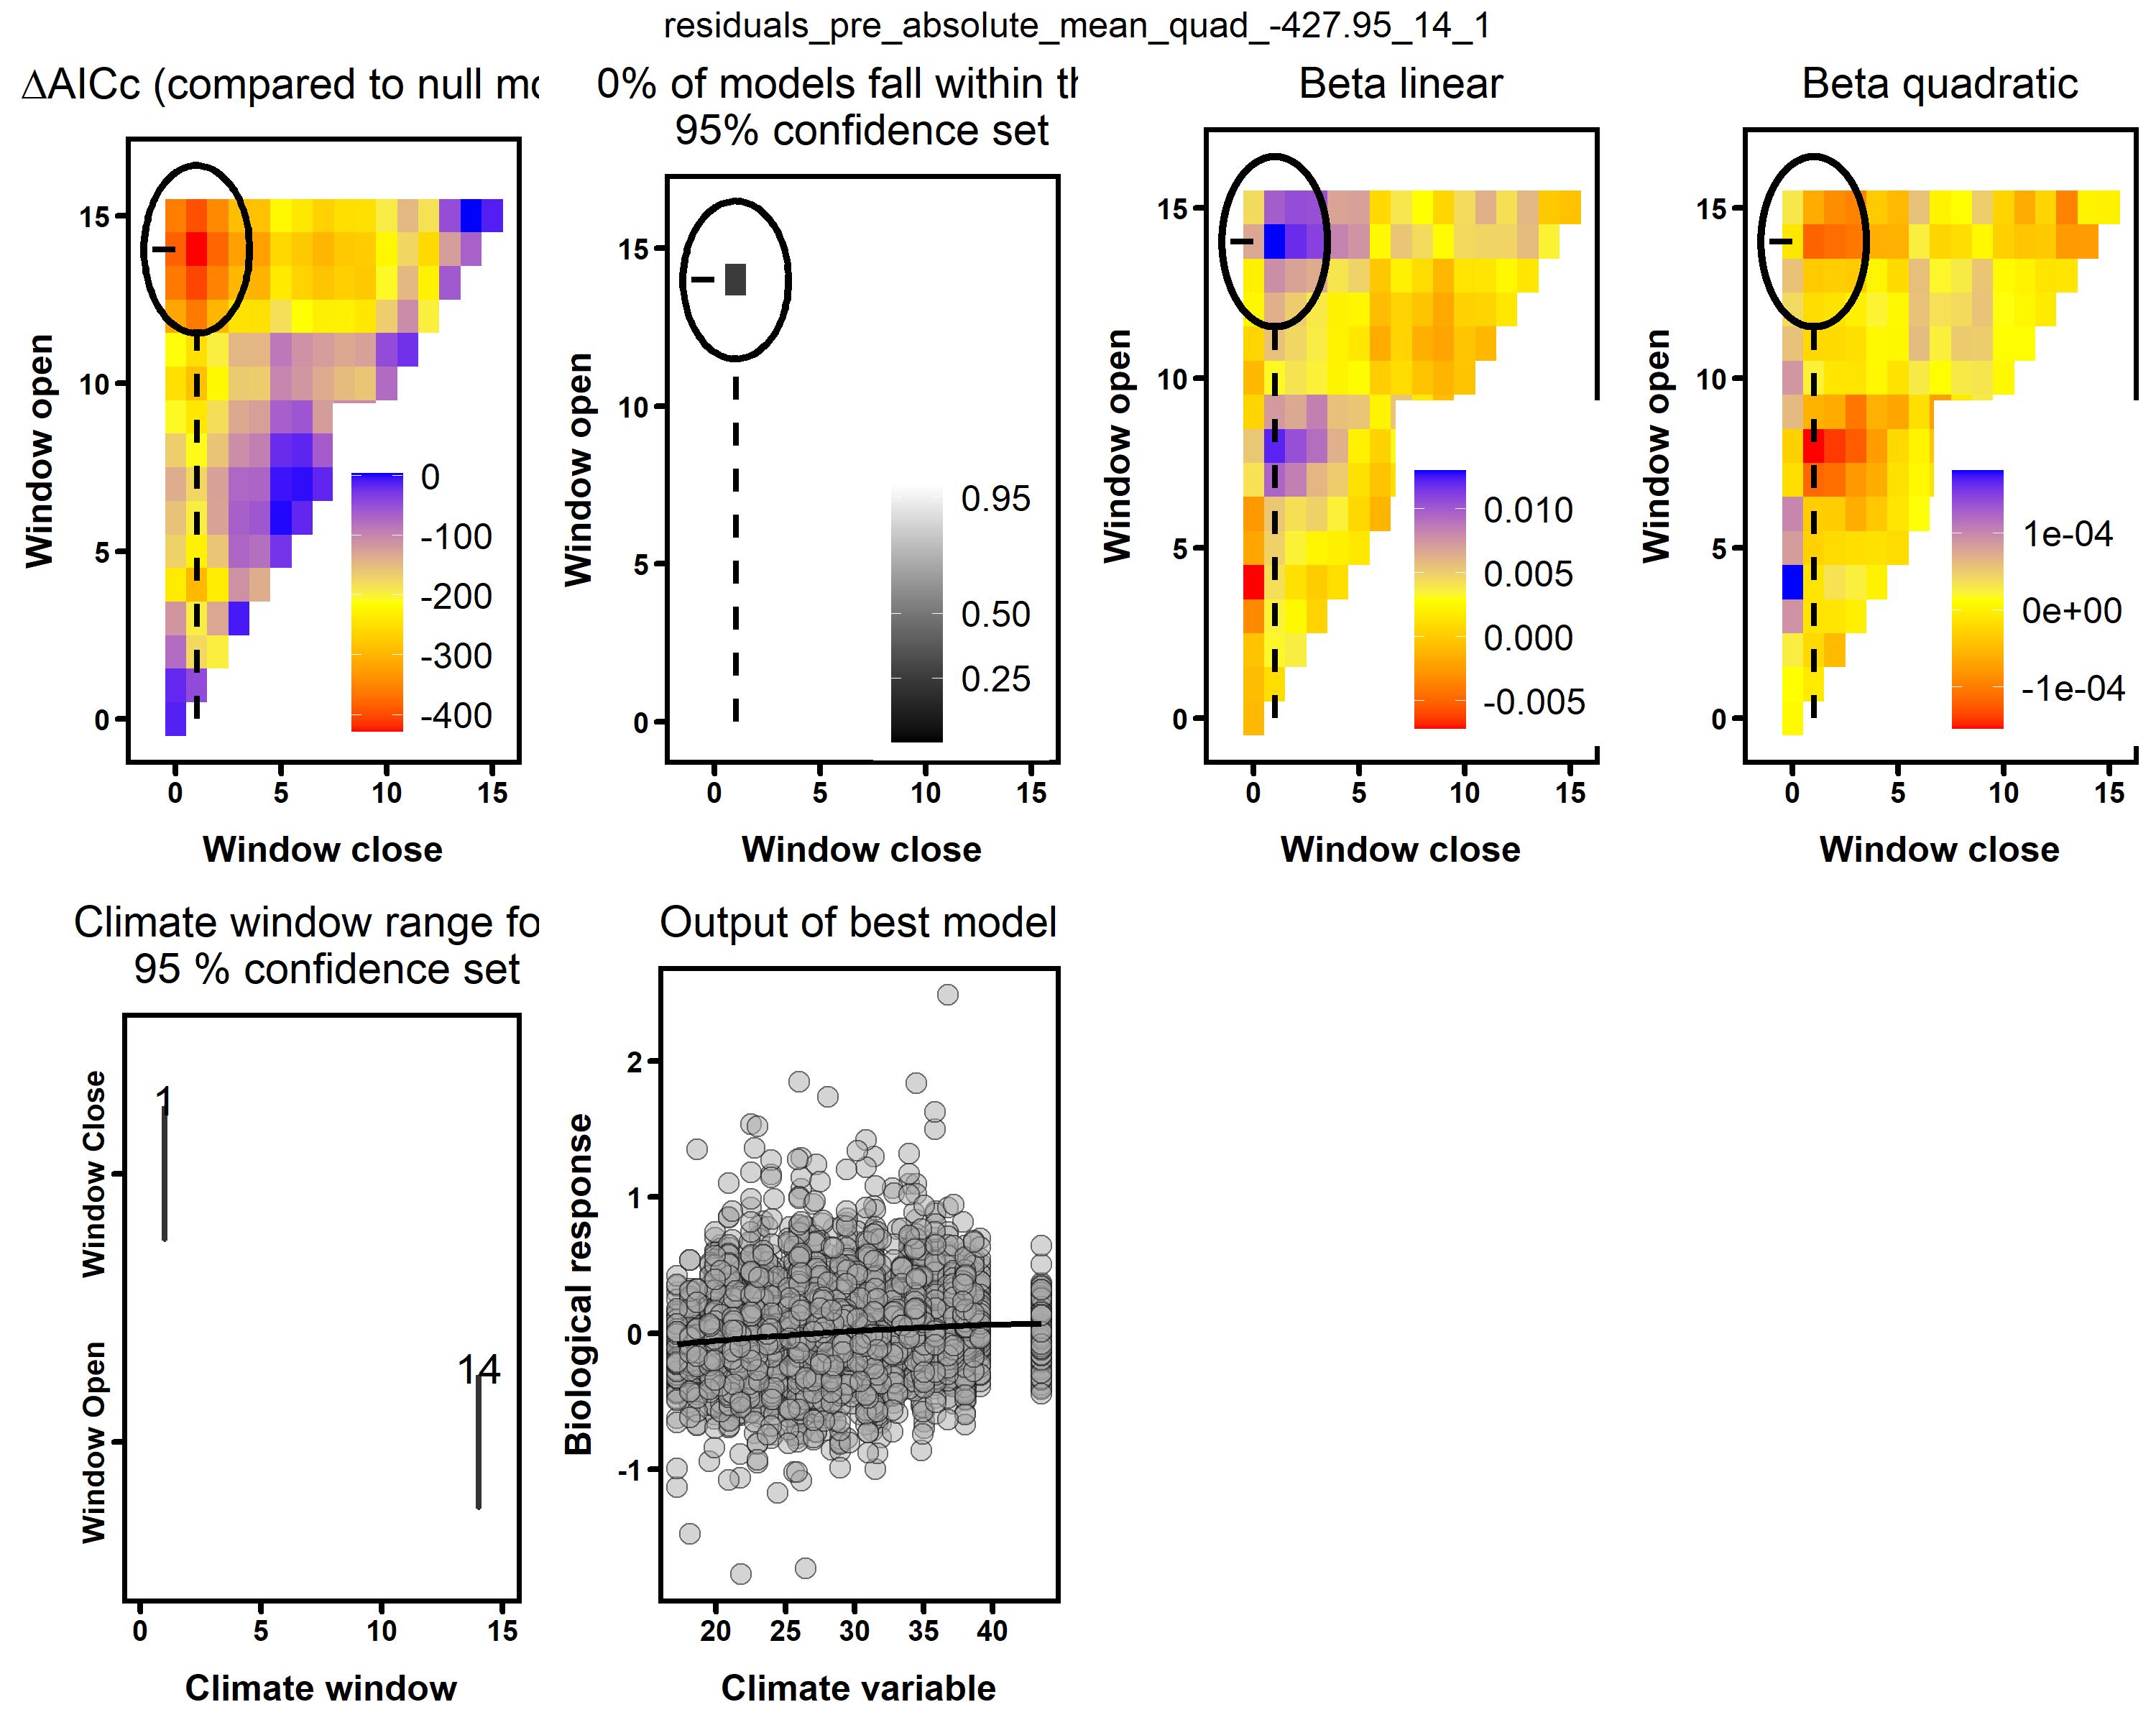 residuals_pre_absolute_mean_quad_-427.95_14_1
ΔAICc (compared to null mo
15
10
5
0
Window open
0
-100
-200
-300
-400
0 5 10 15
Window close
0% of models fall within th
95% confidence set
15
10
5
0
Window open
0.95
0.50
0.25
0 5 10 15
Window close
Beta linear
15
10
5
0
Window open
0.010
0.005
0.000
-0.005
0 5 10 15
Window close
Beta quadratic
15
10
5
0
Window open
1e-04
0e+00
-1e-04
0 5 10 15
Window close
Climate window range fo
95 % confidence set
Window Close
Window Open
1
14
0 5 10 15
Climate window
Output of best model
2
1
0
-1
Biological response
20 25 30 35 40
Climate variable